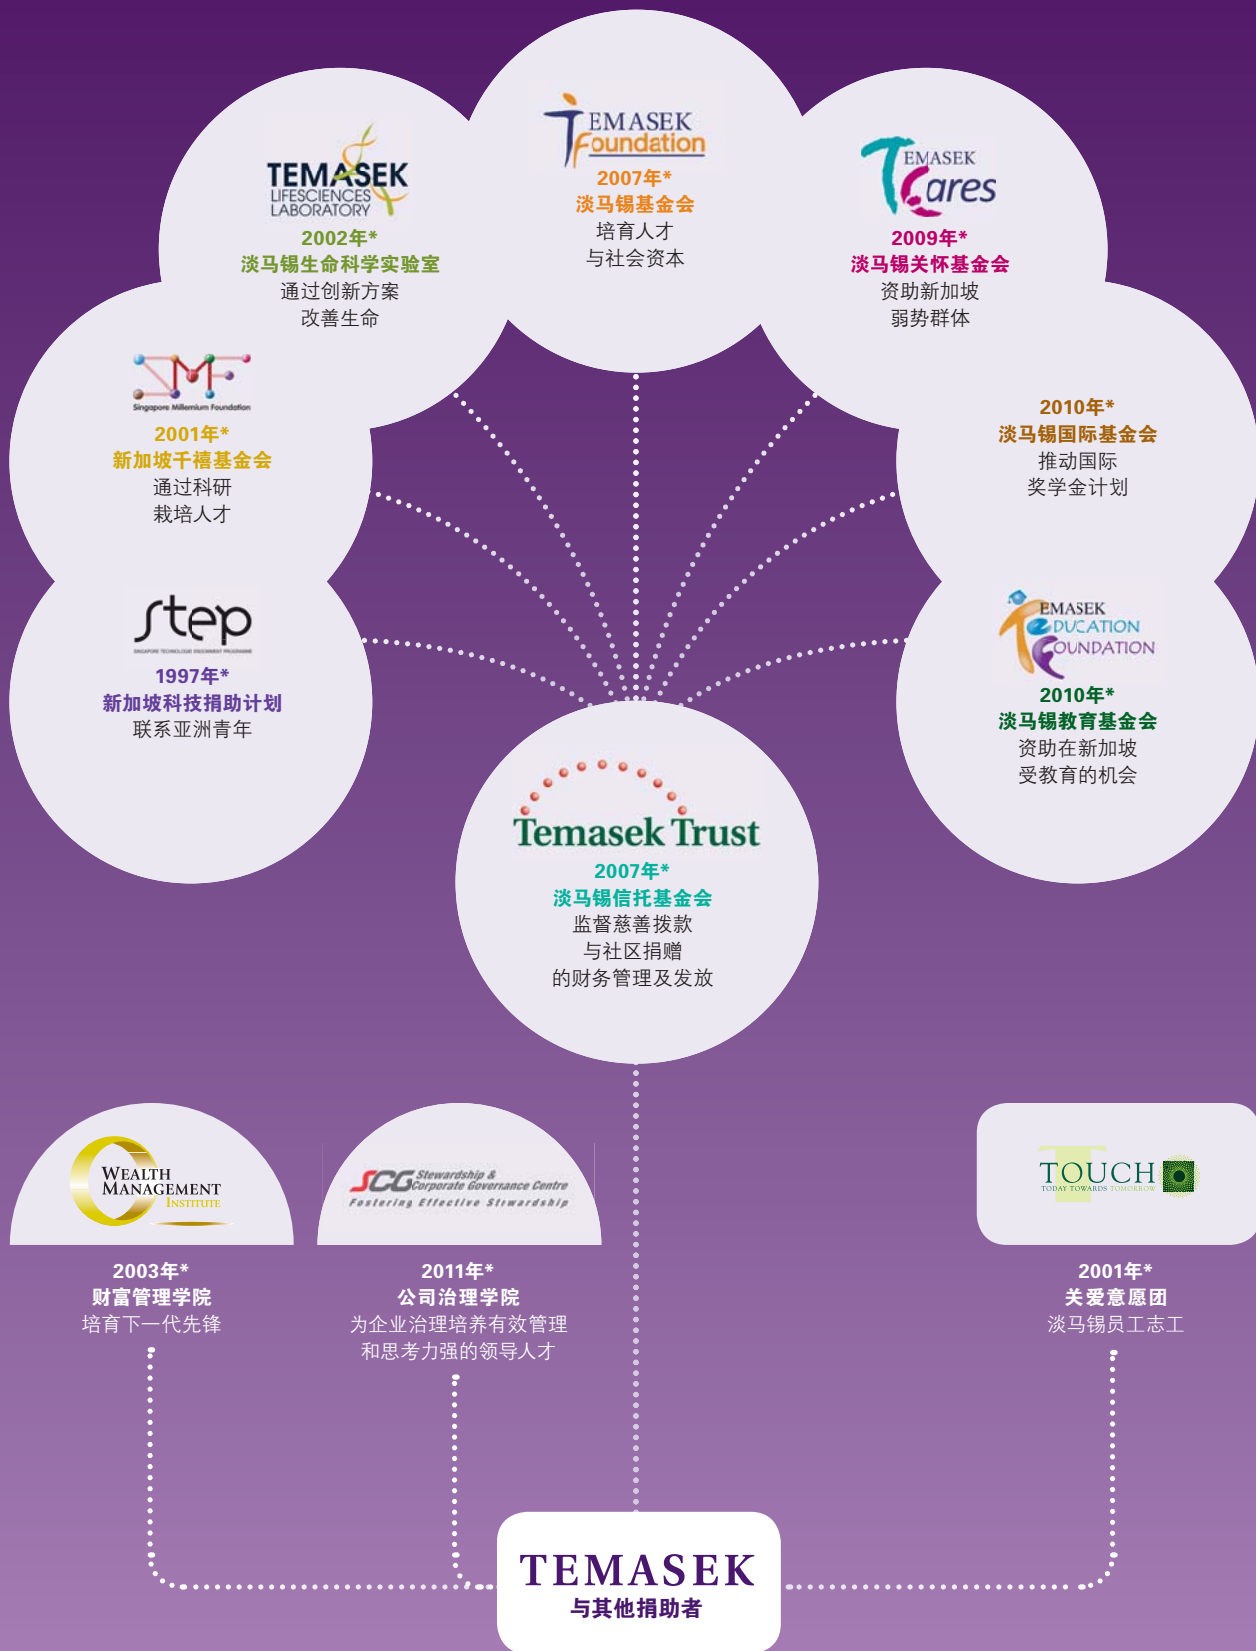 TEMASEK
Foundation
2007年*
淡马锡基金会
培育人才
与社会资本
TEMASEK
LIFESCIENCES
LABORATORY
2002年*
淡马锡生命科学实验室
通过创新方案
改善生命
TEMASEK
Cares
2009年*
淡马锡关怀基金会
资助新加坡
弱势群体
SMF
Singapore Millennium Foundation
2001年*
新加坡千禧基金会
通过科研
栽培人才
2010年*
淡马锡国际基金会
推动国际
奖学金计划
step
SINGAPORE TECHNOLOGIES ENDOWMENT PROGRAMME
1997年*
新加坡科技捐助计划
联系亚洲青年
TEMASEK
EDUCATION
FOUNDATION
2010年*
淡马锡教育基金会
资助在新加坡
受教育的机会
Temasek Trust
2007年*
淡马锡信托基金会
监督慈善拨款
与社区捐赠
的财务管理及发放
WEALTH
MANAGEMENT
INSTITUTE
2003年*
财富管理学院
培育下一代先锋
SCG Stewardship &
Corporate Governance Centre
Fostering Effective Stewardship
2011年*
公司治理学院
为企业治理培养有效管理
和思考力强的领导人才
T
TOUCH
TODAY TOWARDS TOMORROW
2001年*
关爱意愿团
淡马锡员工志工
TEMASEK
与其他捐助者